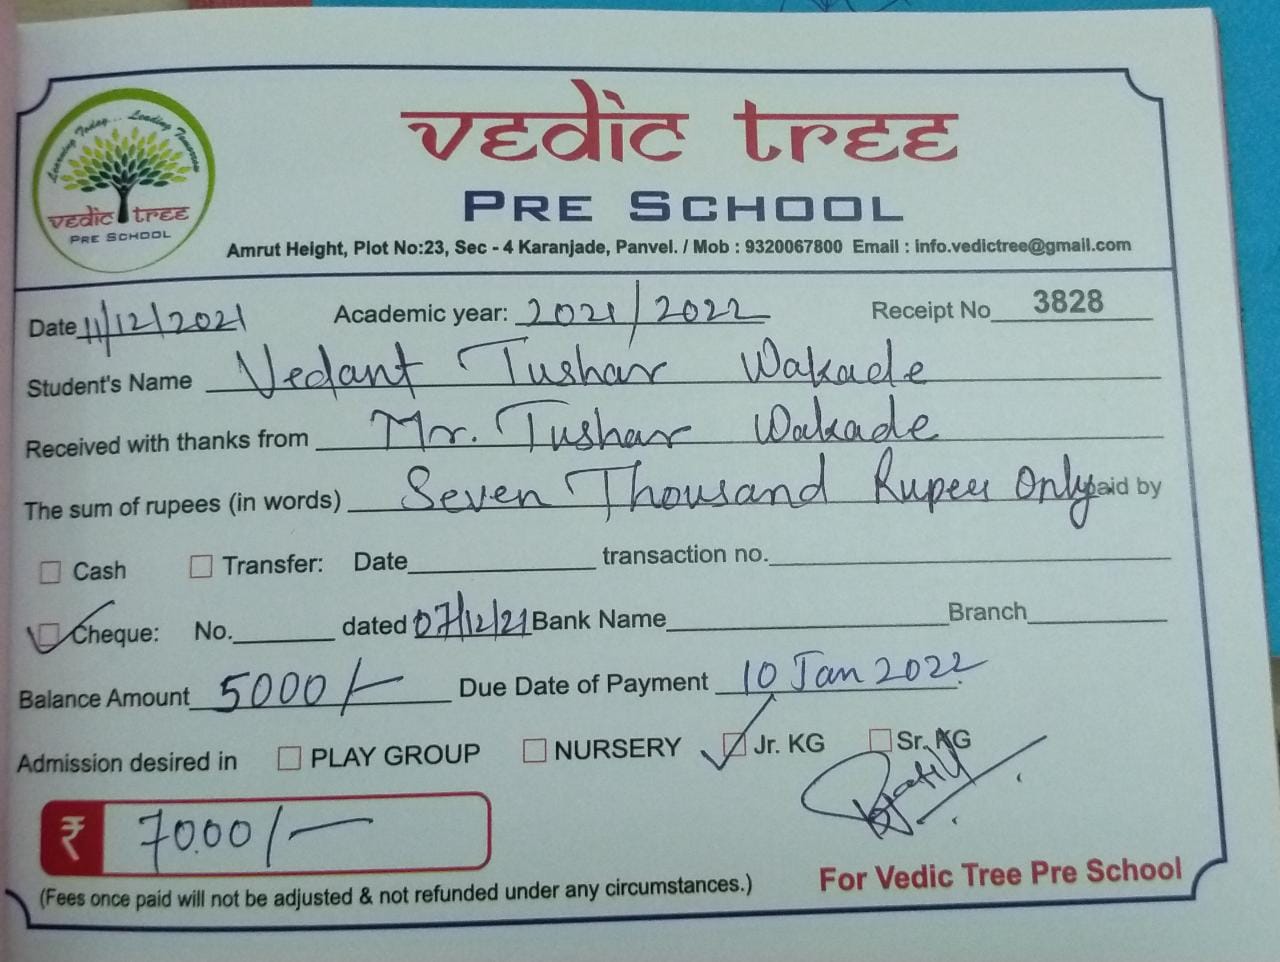 Learning Today... Leading Tomorrow
vedic tree
PRE SCHOOL
vedic tree
PRE SCHOOL
Amrut Height, Plot No:23, Sec - 4 Karanjade, Panvel. / Mob : 9320067800 Email : info.vedictree@gmail.com
Date 11/12/2021 Academic year: 2021/2022 Receipt No 3828
Student's Name Vedant Tushar Wakade
Received with thanks from Mr. Tushar Wakade
The sum of rupees (in words) Seven Thousand Rupees Only paid by
Cash Transfer: Date transaction no.
Cheque: No. dated 07/12/21 Bank Name Branch
Balance Amount 5000/- Due Date of Payment 10 Jan 2022
Admission desired in PLAY GROUP NURSERY Jr. KG Sr. KG
₹ 7000/-
(Fees once paid will not be adjusted & not refunded under any circumstances.) For Vedic Tree Pre School